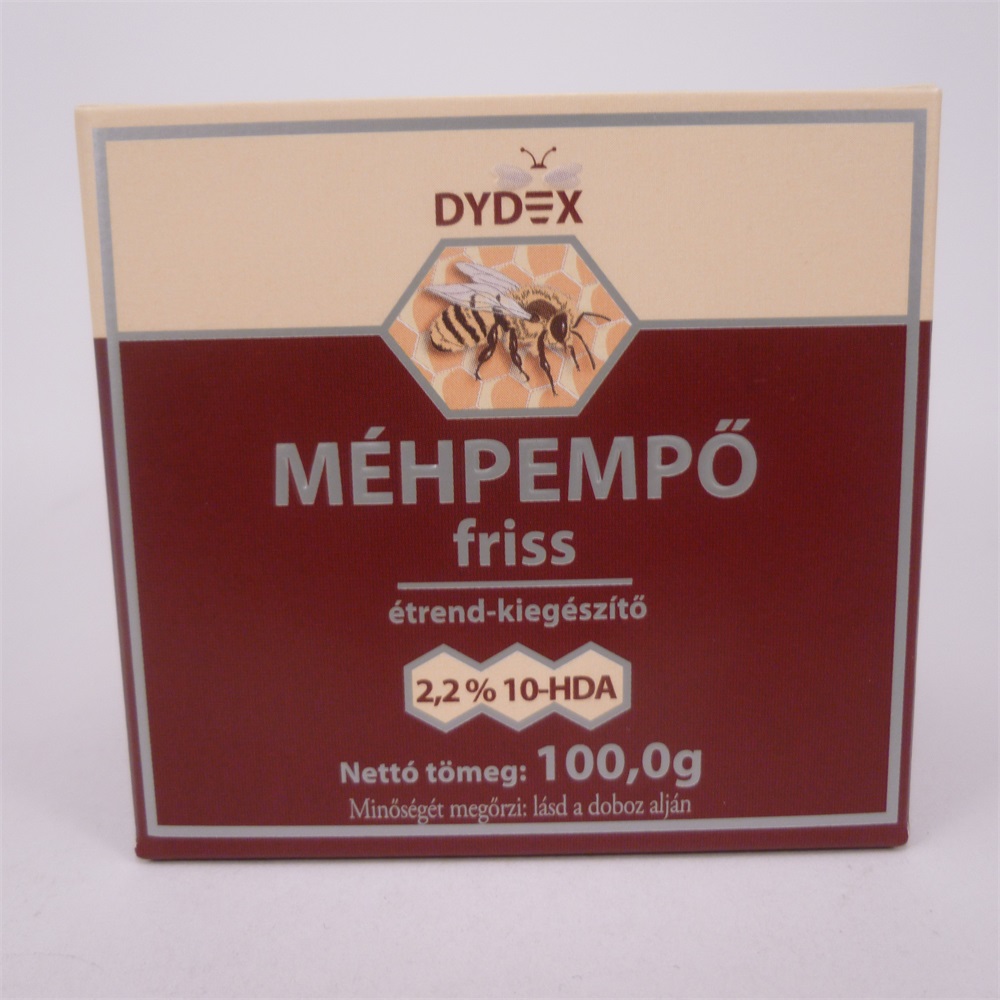 DYDEX
MÉHPEMPŐ
friss
étrend-kiegészítő
2,2% 10-HDA
Nettó tömeg: 100,0g
Minőségét megőrzi: lásd a doboz alján